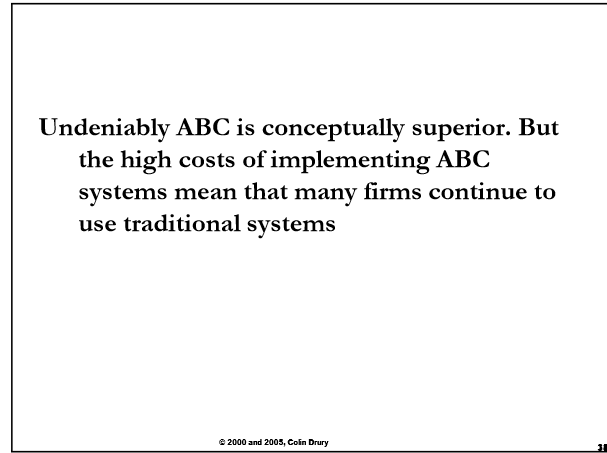 Undeniably ABC is conceptually superior. But
the high costs of implementing ABC
systems mean that many firms continue to
use traditional systems
© 2000 and 2005, Colin Drury